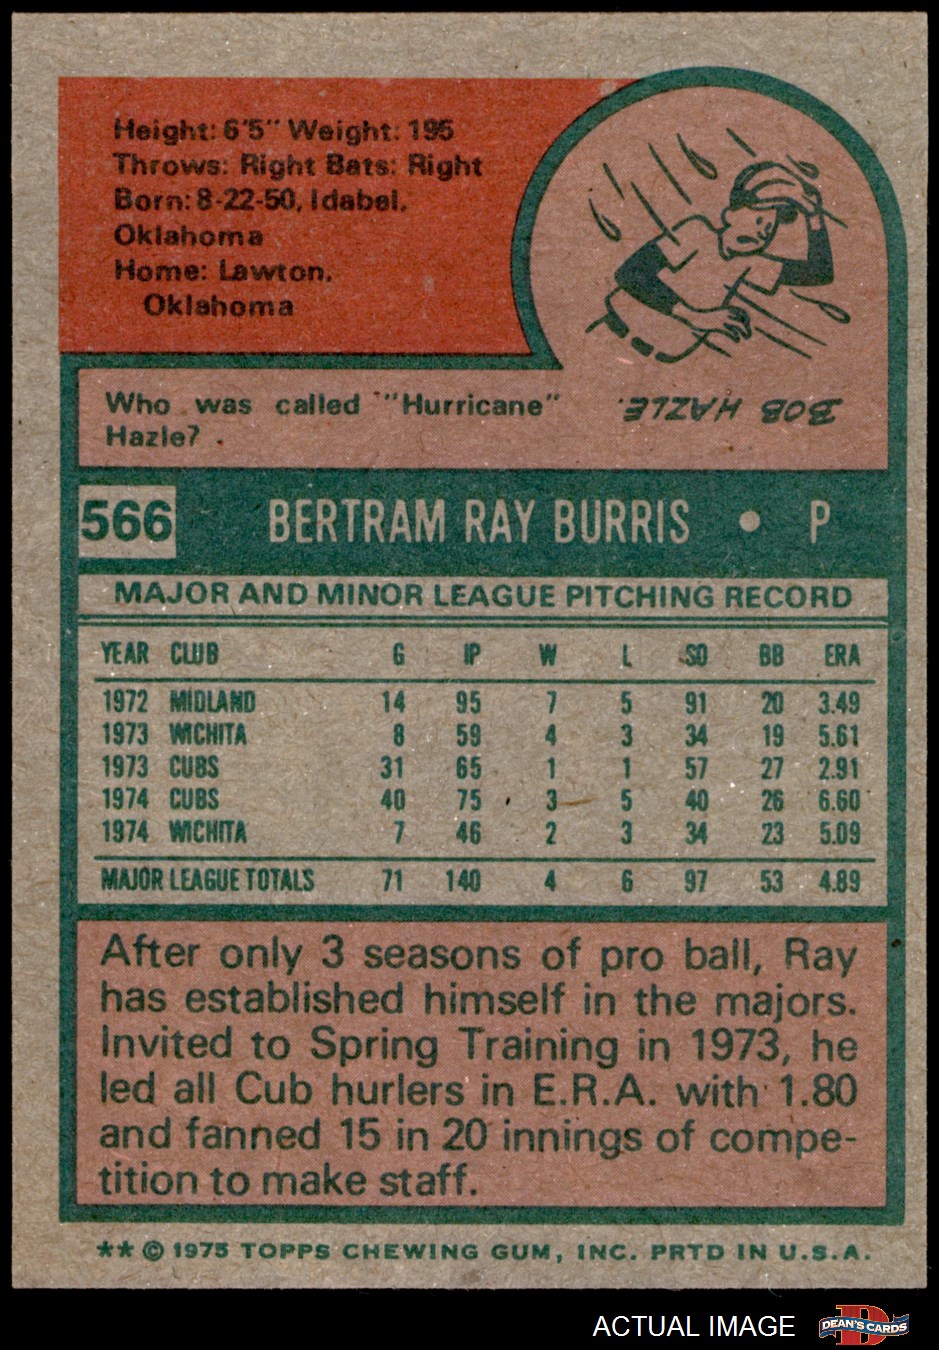 Height: 6'5" Weight: 195
Throws: Right Bats: Right
Born: 8-22-50, Idabel,
Oklahoma
Home: Lawton,
Oklahoma
Who was called "Hurricane"
Hazle?
BOB HAZLE.
566 BERTRAM RAY BURRIS • P
MAJOR AND MINOR LEAGUE PITCHING RECORD
YEAR CLUB G IP W L SO BB ERA
1972 MIDLAND 14 95 7 5 91 20 3.49
1973 WICHITA 8 59 4 3 34 19 5.61
1973 CUBS 31 65 1 1 57 27 2.91
1974 CUBS 40 75 3 5 40 26 6.60
1974 WICHITA 7 46 2 3 34 23 5.09
MAJOR LEAGUE TOTALS 71 140 4 6 97 53 4.89
After only 3 seasons of pro ball, Ray
has established himself in the majors.
Invited to Spring Training in 1973, he
led all Cub hurlers in E.R.A. with 1.80
and fanned 15 in 20 innings of compe-
tition to make staff.
** © 1975 TOPPS CHEWING GUM, INC. PRTD IN U.S.A.
ACTUAL IMAGE DEAN'S CARDS